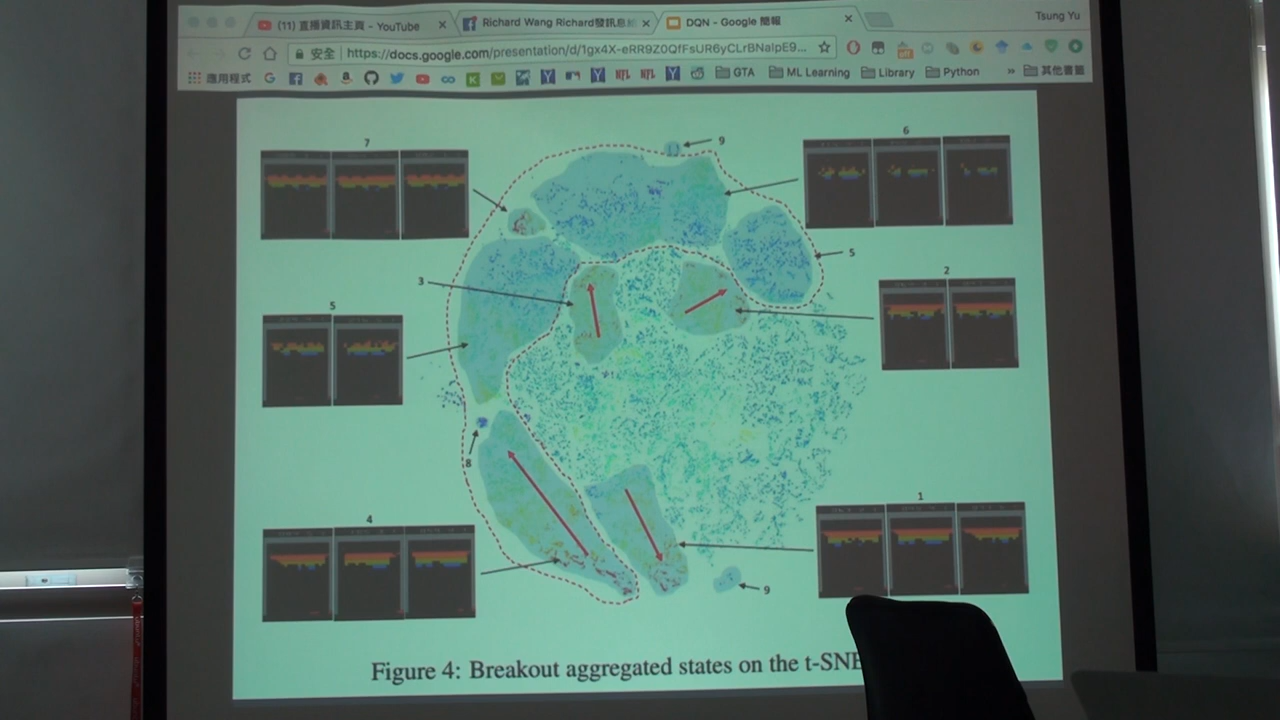 (11) 直播資訊主頁 - YouTube
Richard Wang Richard發訊息給
DQN - Google 簡報
Tsung Yu
安全 https://docs.google.com/presentation/d/1gx4X-eRR9Z0QfFsUR6yCLrBNaIpE9...
應用程式
GTA
ML Learning
Library
Python
»
其他書籤
7
9
6
5
3
2
5
8
4
1
9
Figure 4: Breakout aggregated states on the t-SNE